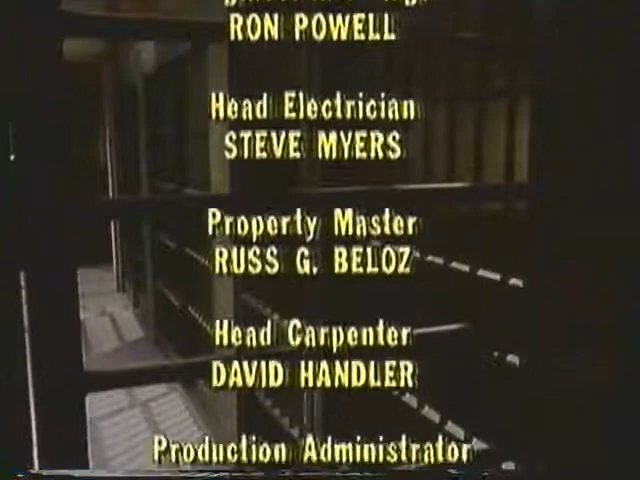 RON POWELL
Head Electrician
STEVE MYERS
Property Master
RUSS G. BELOZ
Head Carpenter
DAVID HANDLER
Production Administrator